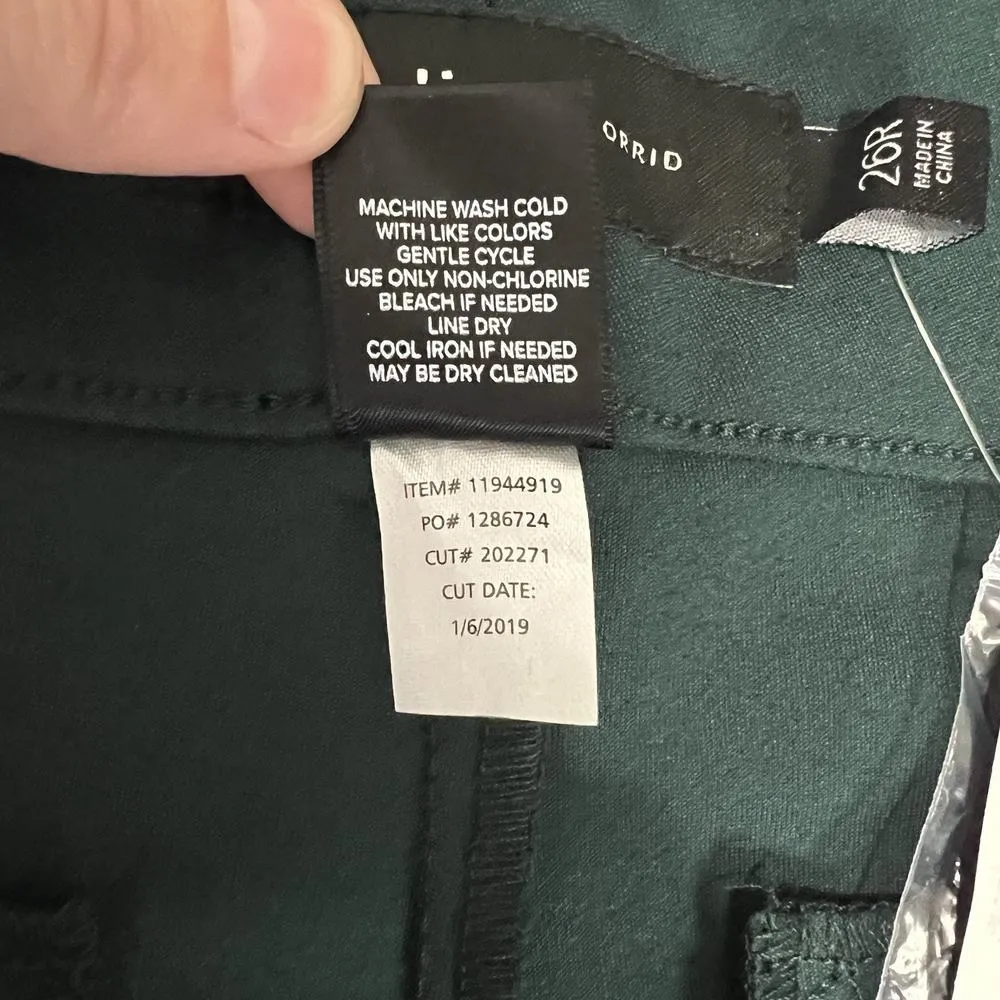 ORRID
26R
MADE IN
CHINA
MACHINE WASH COLD
WITH LIKE COLORS
GENTLE CYCLE
USE ONLY NON-CHLORINE
BLEACH IF NEEDED
LINE DRY
COOL IRON IF NEEDED
MAY BE DRY CLEANED
ITEM# 11944919
PO# 1286724
CUT# 202271
CUT DATE:
1/6/2019